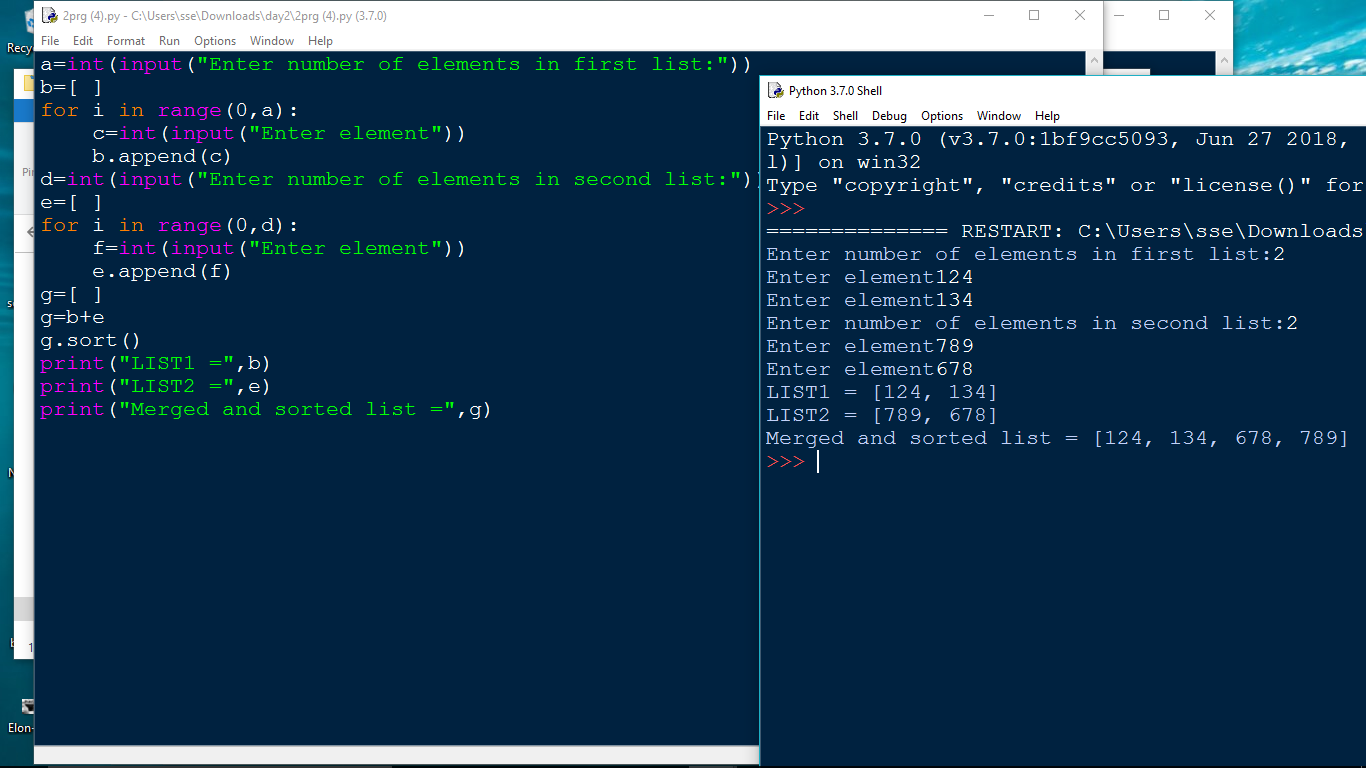 2prg (4).py - C:\Users\sse\Downloads\day2\2prg (4).py (3.7.0)
File Edit Format Run Options Window Help
a=int(input("Enter number of elements in first list:"))
b=[ ]
for i in range(0,a):
    c=int(input("Enter element"))
    b.append(c)
d=int(input("Enter number of elements in second list:")
e=[ ]
for i in range(0,d):
    f=int(input("Enter element"))
    e.append(f)
g=[ ]
g=b+e
g.sort()
print("LIST1 =",b)
print("LIST2 =",e)
print("Merged and sorted list =",g)
Python 3.7.0 Shell
File Edit Shell Debug Options Window Help
Python 3.7.0 (v3.7.0:1bf9cc5093, Jun 27 2018,
l)] on win32
Type "copyright", "credits" or "license()" for
>>>
============== RESTART: C:\Users\sse\Downloads
Enter number of elements in first list:2
Enter element124
Enter element134
Enter number of elements in second list:2
Enter element789
Enter element678
LIST1 = [124, 134]
LIST2 = [789, 678]
Merged and sorted list = [124, 134, 678, 789]
>>>
Recy
Elon-